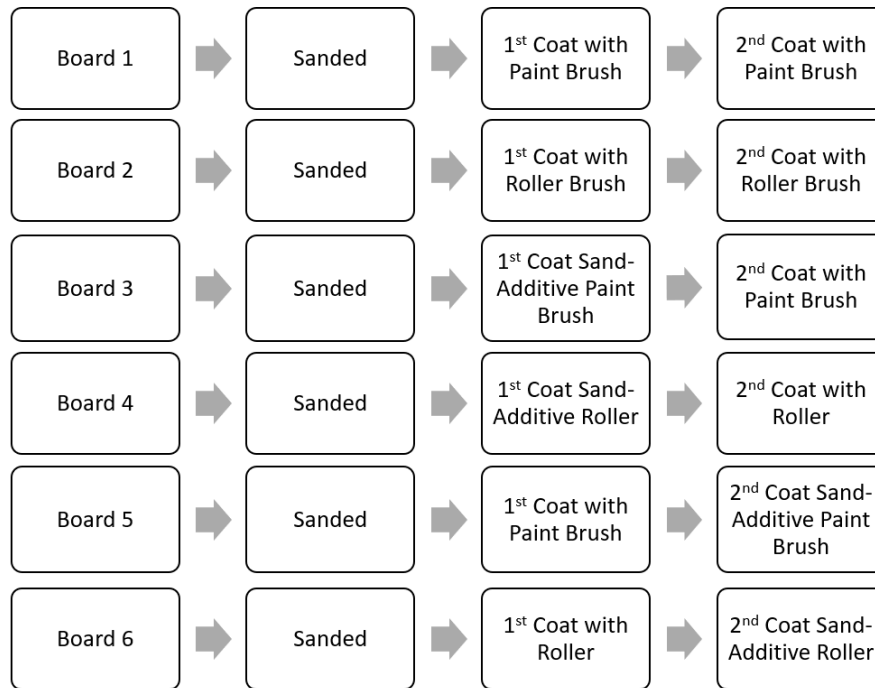 Board 1
Sanded
1st Coat with
Paint Brush
2nd Coat with
Paint Brush
Board 2
Sanded
1st Coat with
Roller Brush
2nd Coat with
Roller Brush
Board 3
Sanded
1st Coat Sand-
Additive Paint
Brush
2nd Coat with
Paint Brush
Board 4
Sanded
1st Coat Sand-
Additive Roller
2nd Coat with
Roller
Board 5
Sanded
1st Coat with
Paint Brush
2nd Coat Sand-
Additive Paint
Brush
Board 6
Sanded
1st Coat with
Roller
2nd Coat Sand-
Additive Roller